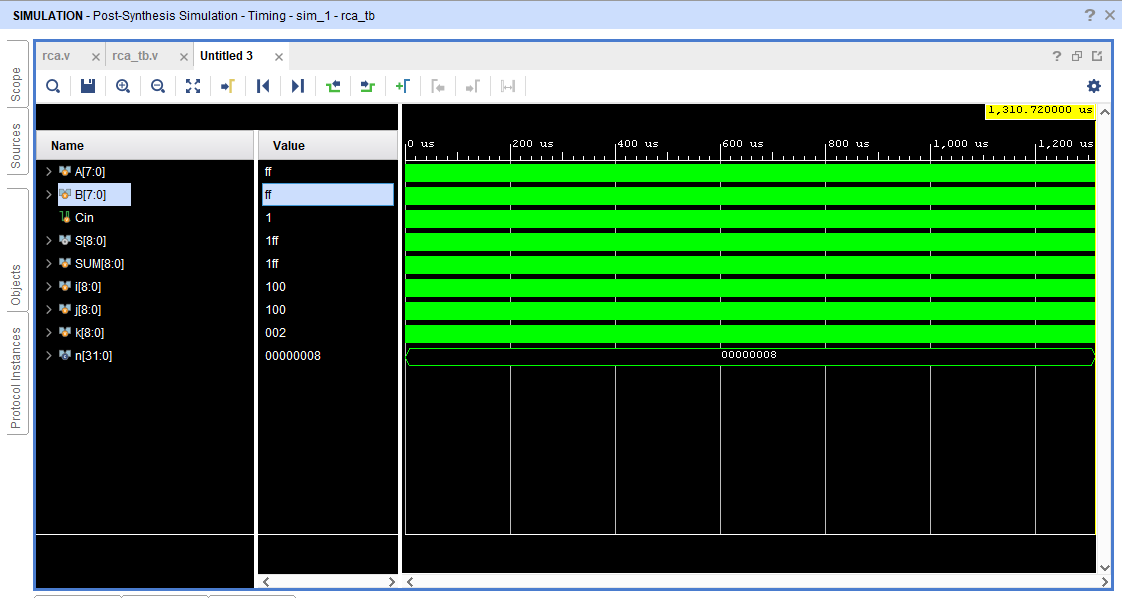 SIMULATION - Post-Synthesis Simulation - Timing - sim_1 - rca_tb
rca.v rca_tb.v Untitled 3
Scope
Sources
Objects
Protocol Instances
1,310.720000 us
Name Value
0 us 200 us 400 us 600 us 800 us 1,000 us 1,200 us
A[7:0] ff
B[7:0] ff
Cin 1
S[8:0] 1ff
SUM[8:0] 1ff
i[8:0] 100
j[8:0] 100
k[8:0] 002
n[31:0] 00000008 00000008